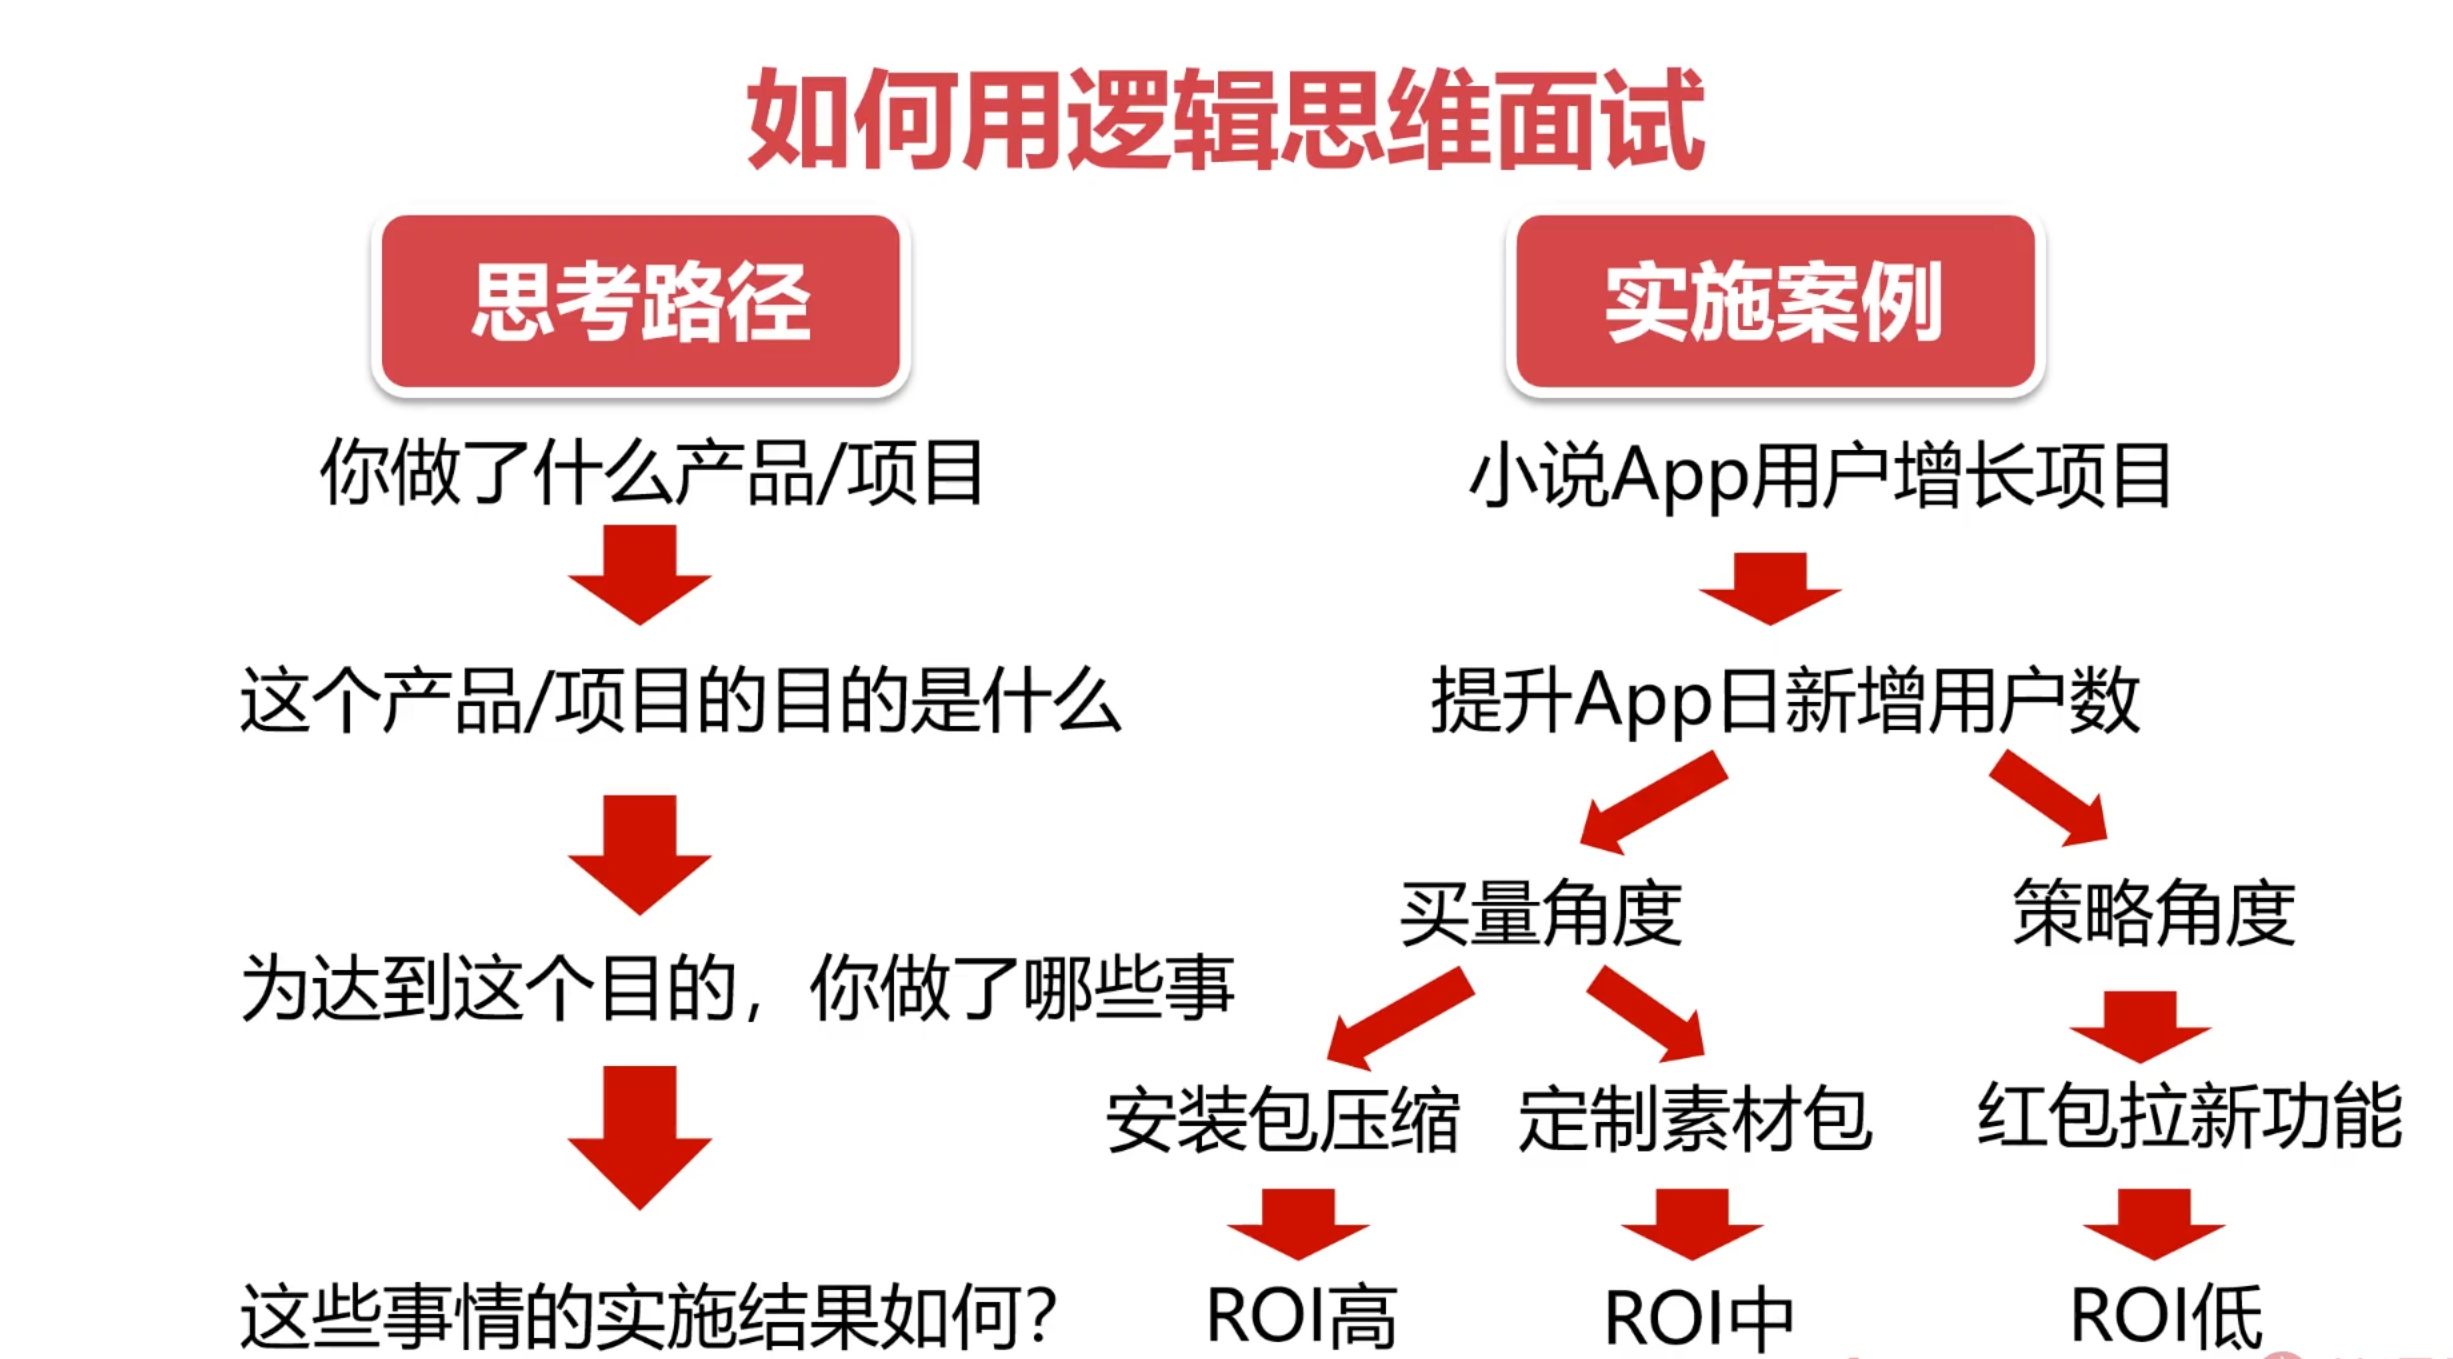 如何用逻辑思维面试
思考路径
你做了什么产品/项目
这个产品/项目的目的是什么
为达到这个目的，你做了哪些事
这些事情的实施结果如何？
实施案例
小说App用户增长项目
提升App日新增用户数
买量角度
策略角度
安装包压缩
定制素材包
红包拉新功能
ROI高
ROI中
ROI低